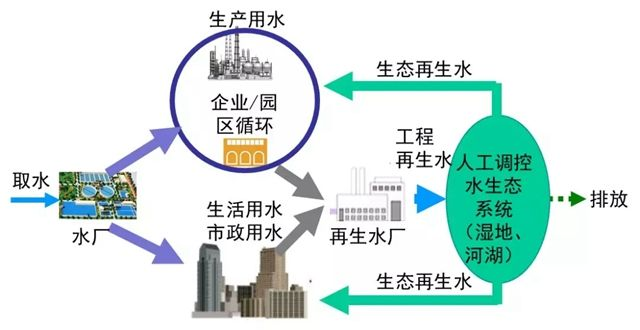 生产用水
企业/园
区循环
生态再生水
工程
再生水
人工调控
水生态
系统
（湿地、
河湖）
取水
水厂
生活用水
市政用水
再生水厂
排放
生态再生水